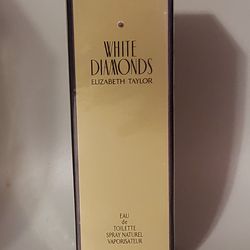 WHITE
DIAMONDS
ELIZABETH TAYLOR
EAU
de
TOILETTE
SPRAY NATUREL
VAPORISATEUR